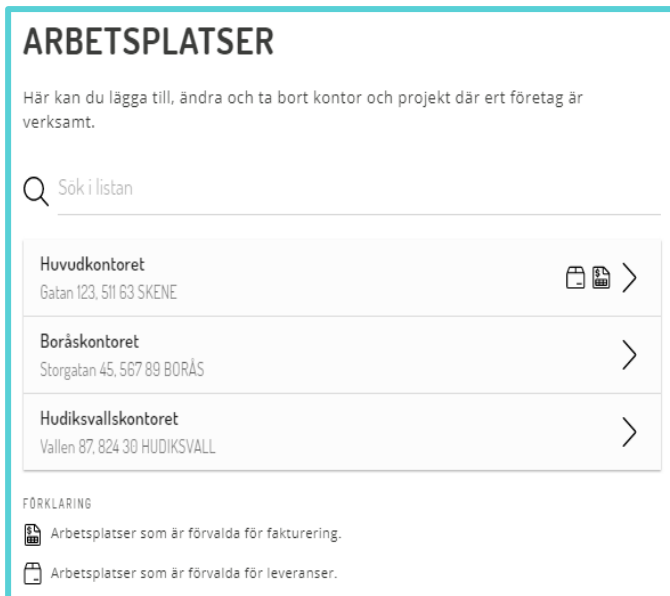 ARBETSPLATSER
Här kan du lägga till, ändra och ta bort kontor och projekt där ert företag är
verksamt.
Sök i listan
Huvudkontoret
Gatan 123, 511 63 SKENE
Boråskontoret
Storgatan 45, 567 89 BORÅS
Hudiksvallskontoret
Vallen 87, 824 30 HUDIKSVALL
FÖRKLARING
Arbetsplatser som är förvalda för fakturering.
Arbetsplatser som är förvalda för leveranser.